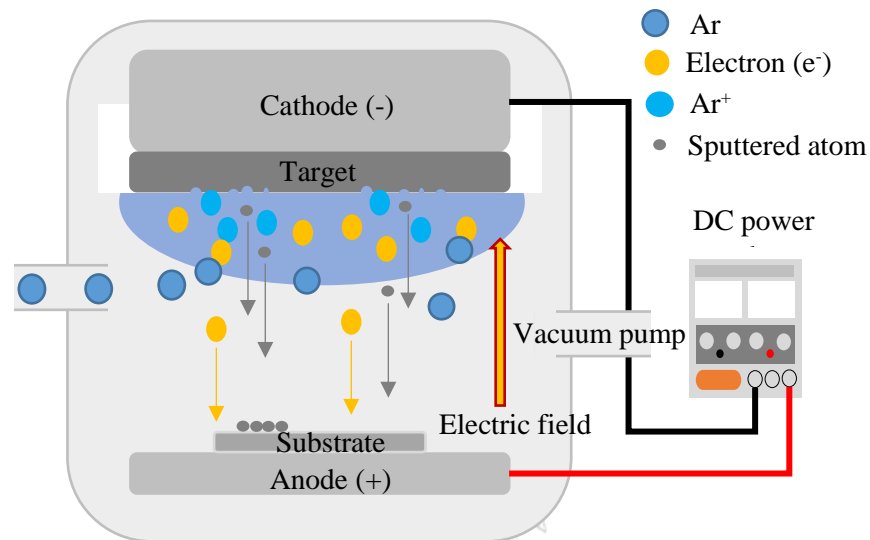 Ar
Electron (e⁻)
Ar⁺
Sputtered atom
Cathode (-)
Target
DC power
Vacuum pump
Electric field
Substrate
Anode (+)